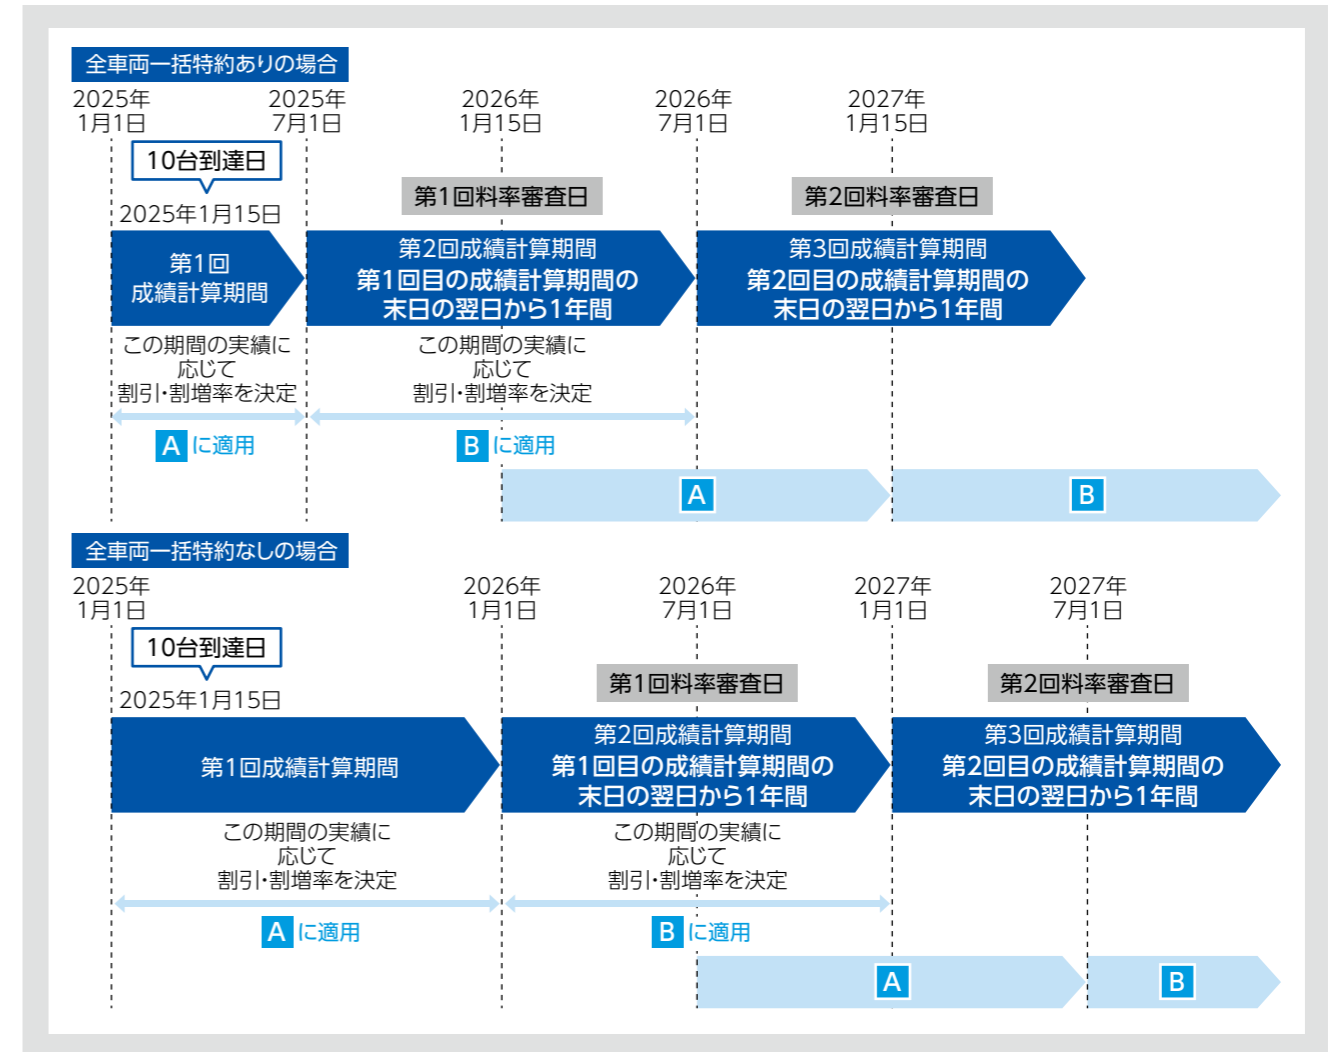 全車両一括特約ありの場合
2025年
1月1日
2025年
7月1日
2026年
1月15日
2026年
7月1日
2027年
1月15日
10台到達日
2025年1月15日
第1回料率審査日
第2回料率審査日
第1回
成績計算期間
第2回成績計算期間
第1回目の成績計算期間の
末日の翌日から1年間
第3回成績計算期間
第2回目の成績計算期間の
末日の翌日から1年間
この期間の実績に
応じて
割引・割増率を決定
この期間の実績に
応じて
割引・割増率を決定
A に適用
B に適用
A
B
全車両一括特約なしの場合
2025年
1月1日
2026年
1月1日
2026年
7月1日
2027年
1月1日
2027年
7月1日
10台到達日
2025年1月15日
第1回料率審査日
第2回料率審査日
第1回成績計算期間
第2回成績計算期間
第1回目の成績計算期間の
末日の翌日から1年間
第3回成績計算期間
第2回目の成績計算期間の
末日の翌日から1年間
この期間の実績に
応じて
割引・割増率を決定
この期間の実績に
応じて
割引・割増率を決定
A に適用
B に適用
A
B